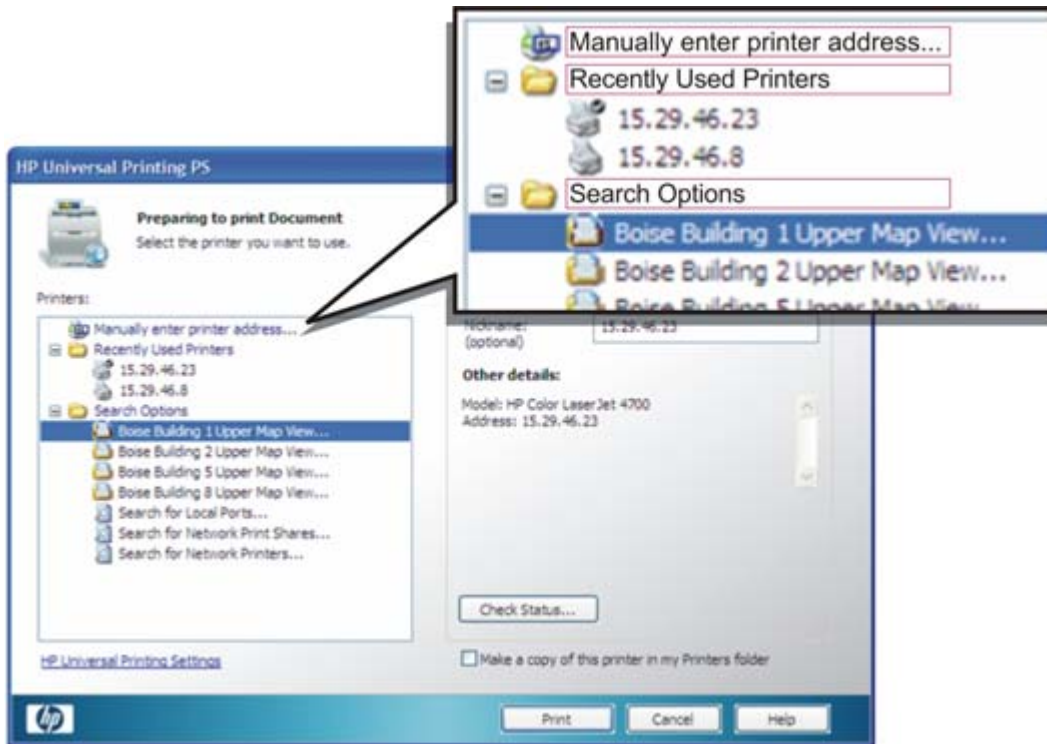 Manually enter printer address...
Recently Used Printers
15.29.46.23
15.29.46.8
Search Options
Boise Building 1 Upper Map View...
Boise Building 2 Upper Map View...
Boise Building 5 Upper Map View
HP Universal Printing PS
Preparing to print Document
Select the printer you want to use.
Printers:
Manually enter printer address...
Recently Used Printers
15.29.46.23
15.29.46.8
Search Options
Boise Building 1 Upper Map View...
Boise Building 2 Upper Map View...
Boise Building 5 Upper Map View...
Boise Building 8 Upper Map View...
Search for Local Ports...
Search for Network Print Shares...
Search for Network Printers...
HP Universal Printing Settings
Nickname:
(optional)
15.29.46.23
Other details:
Model: HP Color LaserJet 4700
Address: 15.29.46.23
Check Status...
Make a copy of this printer in my Printers folder
hp
Print
Cancel
Help